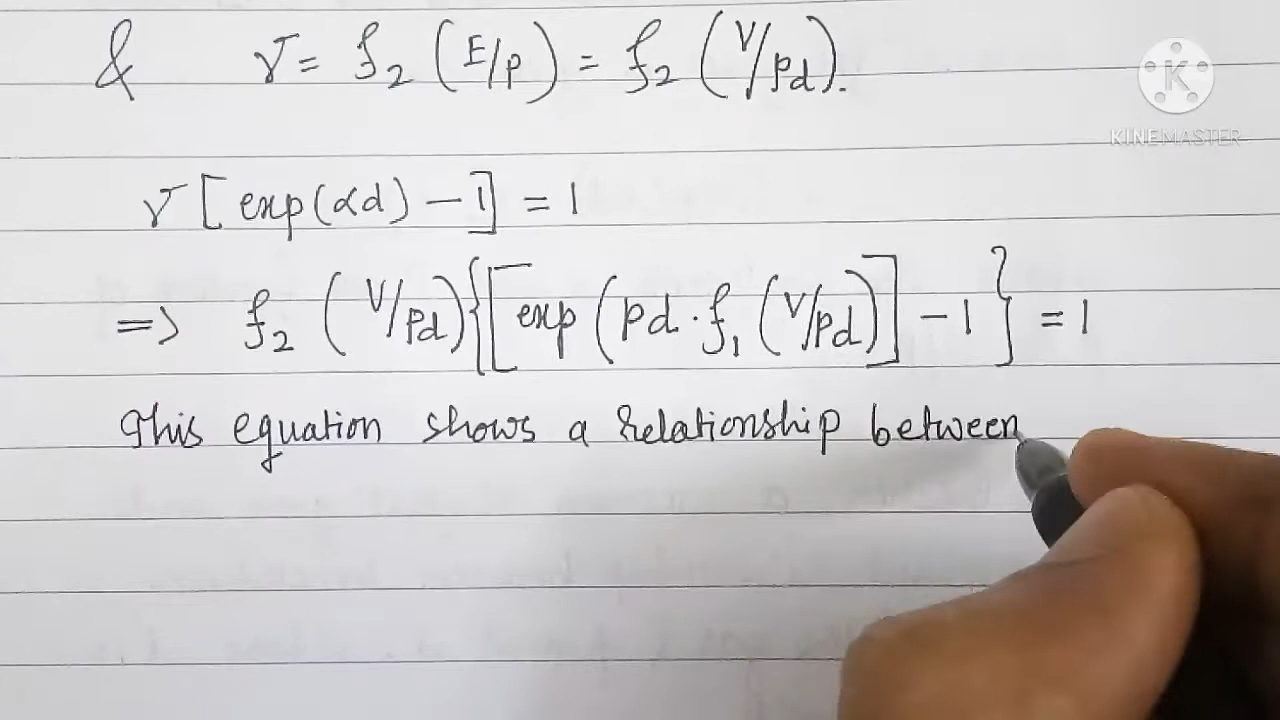 & γ = f₂ (E/p) = f₂ (V/pd).
K
KINEMASTER
γ [exp(αd) – 1] = 1
=> f₂ (V/pd){[exp (pd · f₁ (V/pd)] – 1} = 1
This equation shows a relationship between